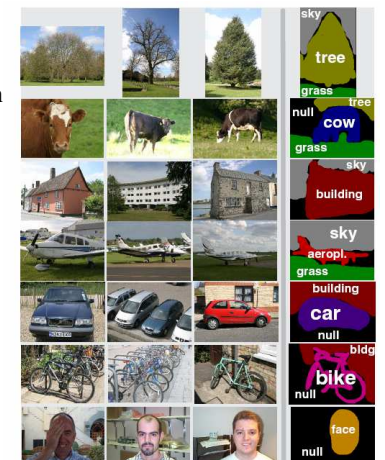 sky
tree
grass
tree
null
cow
grass
sky
building
sky
aeropl.
grass
building
car
null
bldg
bike
null
face
null